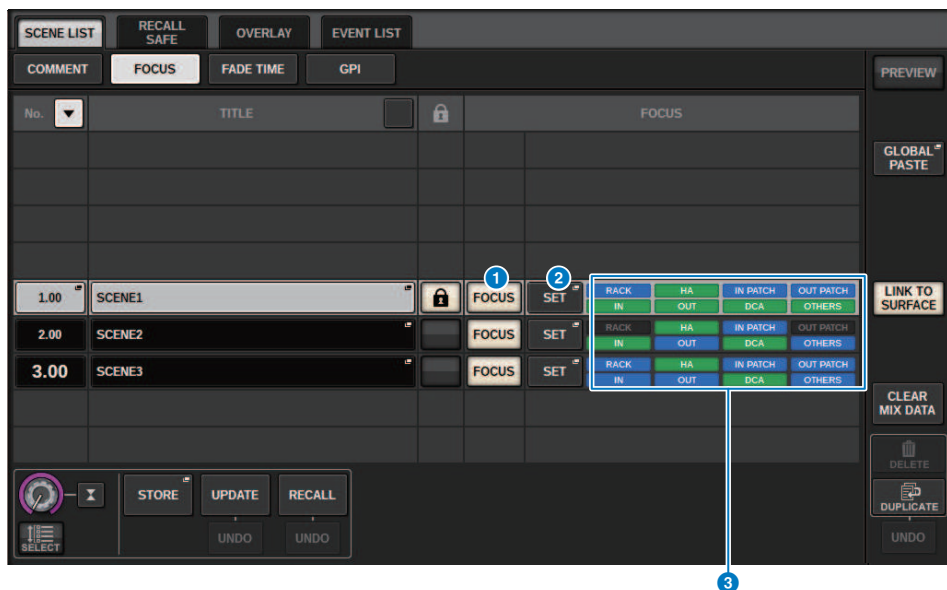 SCENE LIST
RECALL SAFE
OVERLAY
EVENT LIST
COMMENT
FOCUS
FADE TIME
GPI
PREVIEW
No.
TITLE
FOCUS
GLOBAL PASTE
1
2
1.00
SCENE1
FOCUS
SET
RACK
HA
IN PATCH
OUT PATCH
IN
OUT
DCA
OTHERS
LINK TO SURFACE
2.00
SCENE2
FOCUS
SET
RACK
HA
IN PATCH
OUT PATCH
IN
OUT
DCA
OTHERS
3.00
SCENE3
FOCUS
SET
RACK
HA
IN PATCH
OUT PATCH
IN
OUT
DCA
OTHERS
CLEAR MIX DATA
DELETE
STORE
UPDATE
RECALL
DUPLICATE
SELECT
UNDO
UNDO
UNDO
3